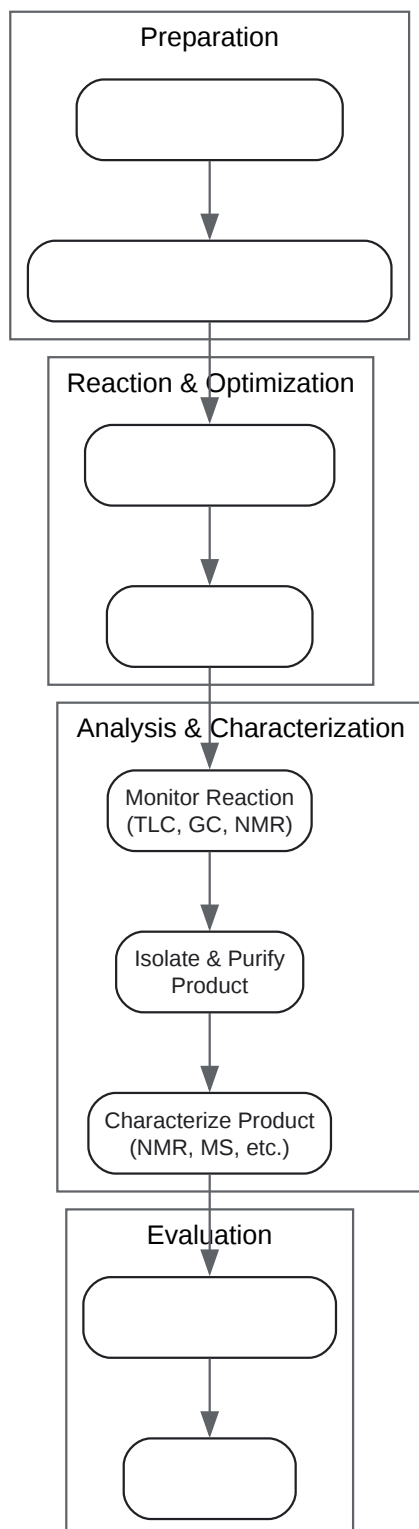 Preparation
Reaction & Optimization
Analysis & Characterization
Monitor Reaction
(TLC, GC, NMR)
Isolate & Purify
Product
Characterize Product
(NMR, MS, etc.)
Evaluation